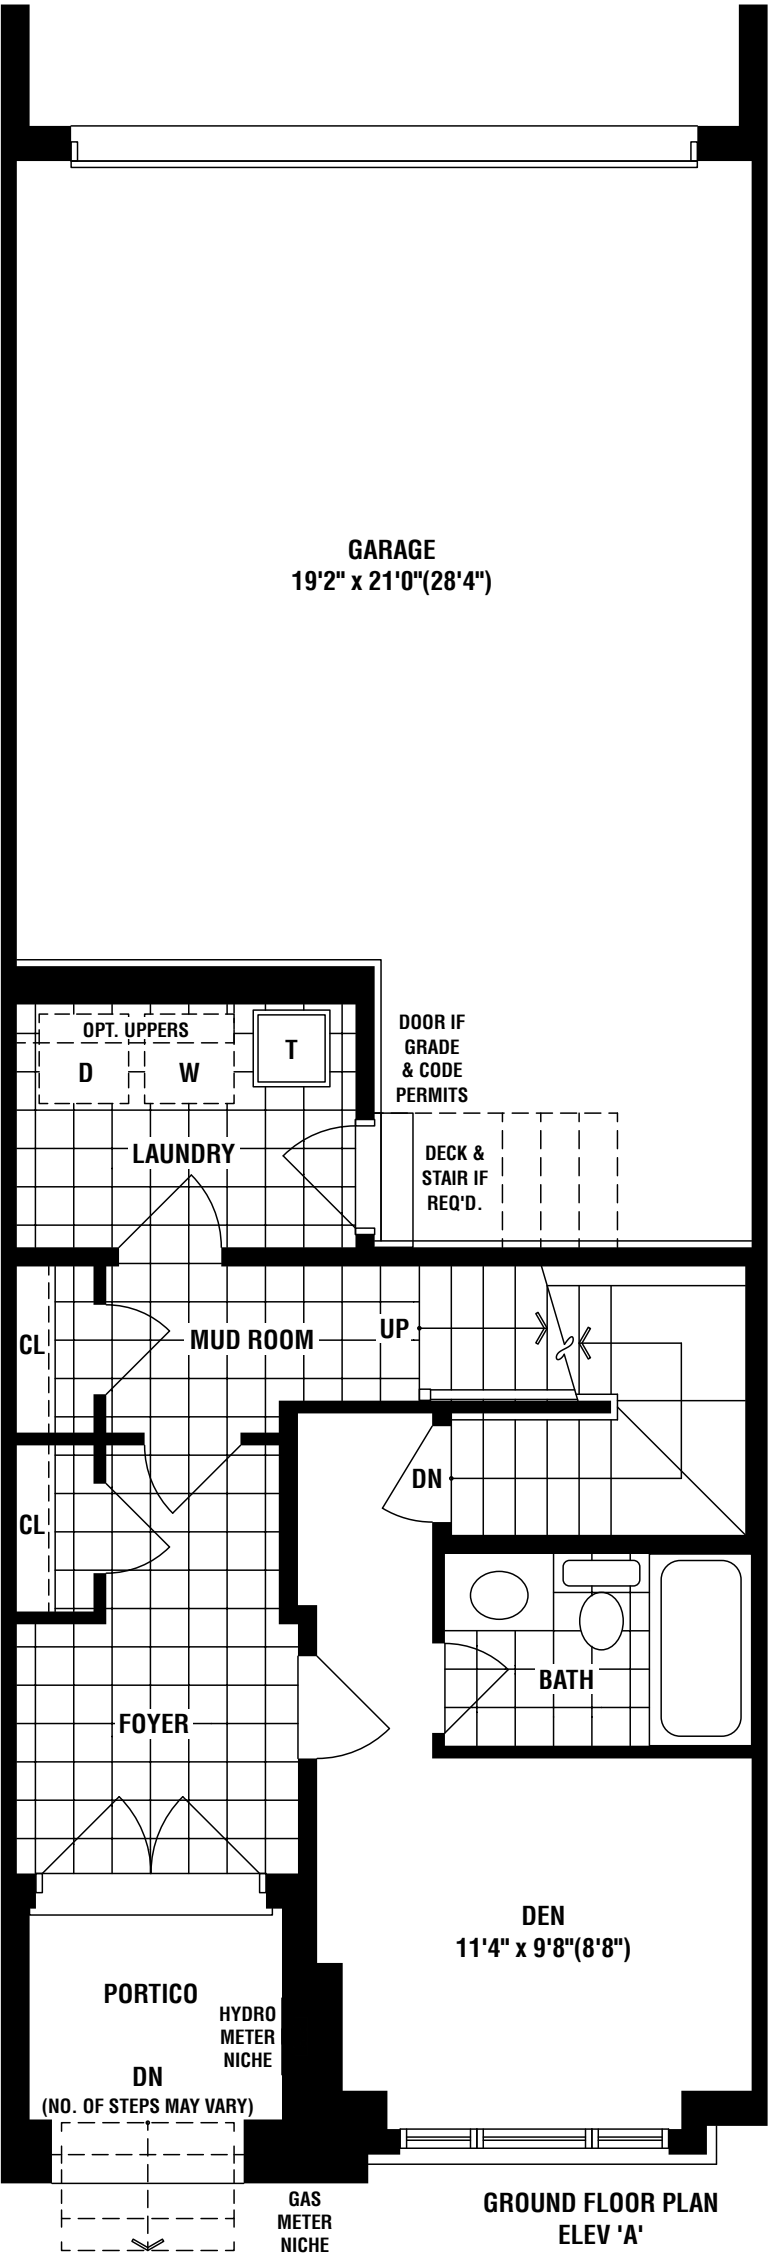 GARAGE
19'2" x 21'0"(28'4")
OPT. UPPERS
D
W
T
DOOR IF
GRADE
& CODE
PERMITS
LAUNDRY
DECK &
STAIR IF
REQ'D.
CL
MUD ROOM
UP
DN
CL
BATH
FOYER
DEN
11'4" x 9'8"(8'8")
PORTICO
HYDRO
METER
NICHE
DN
(NO. OF STEPS MAY VARY)
GAS
METER
NICHE
GROUND FLOOR PLAN
ELEV 'A'